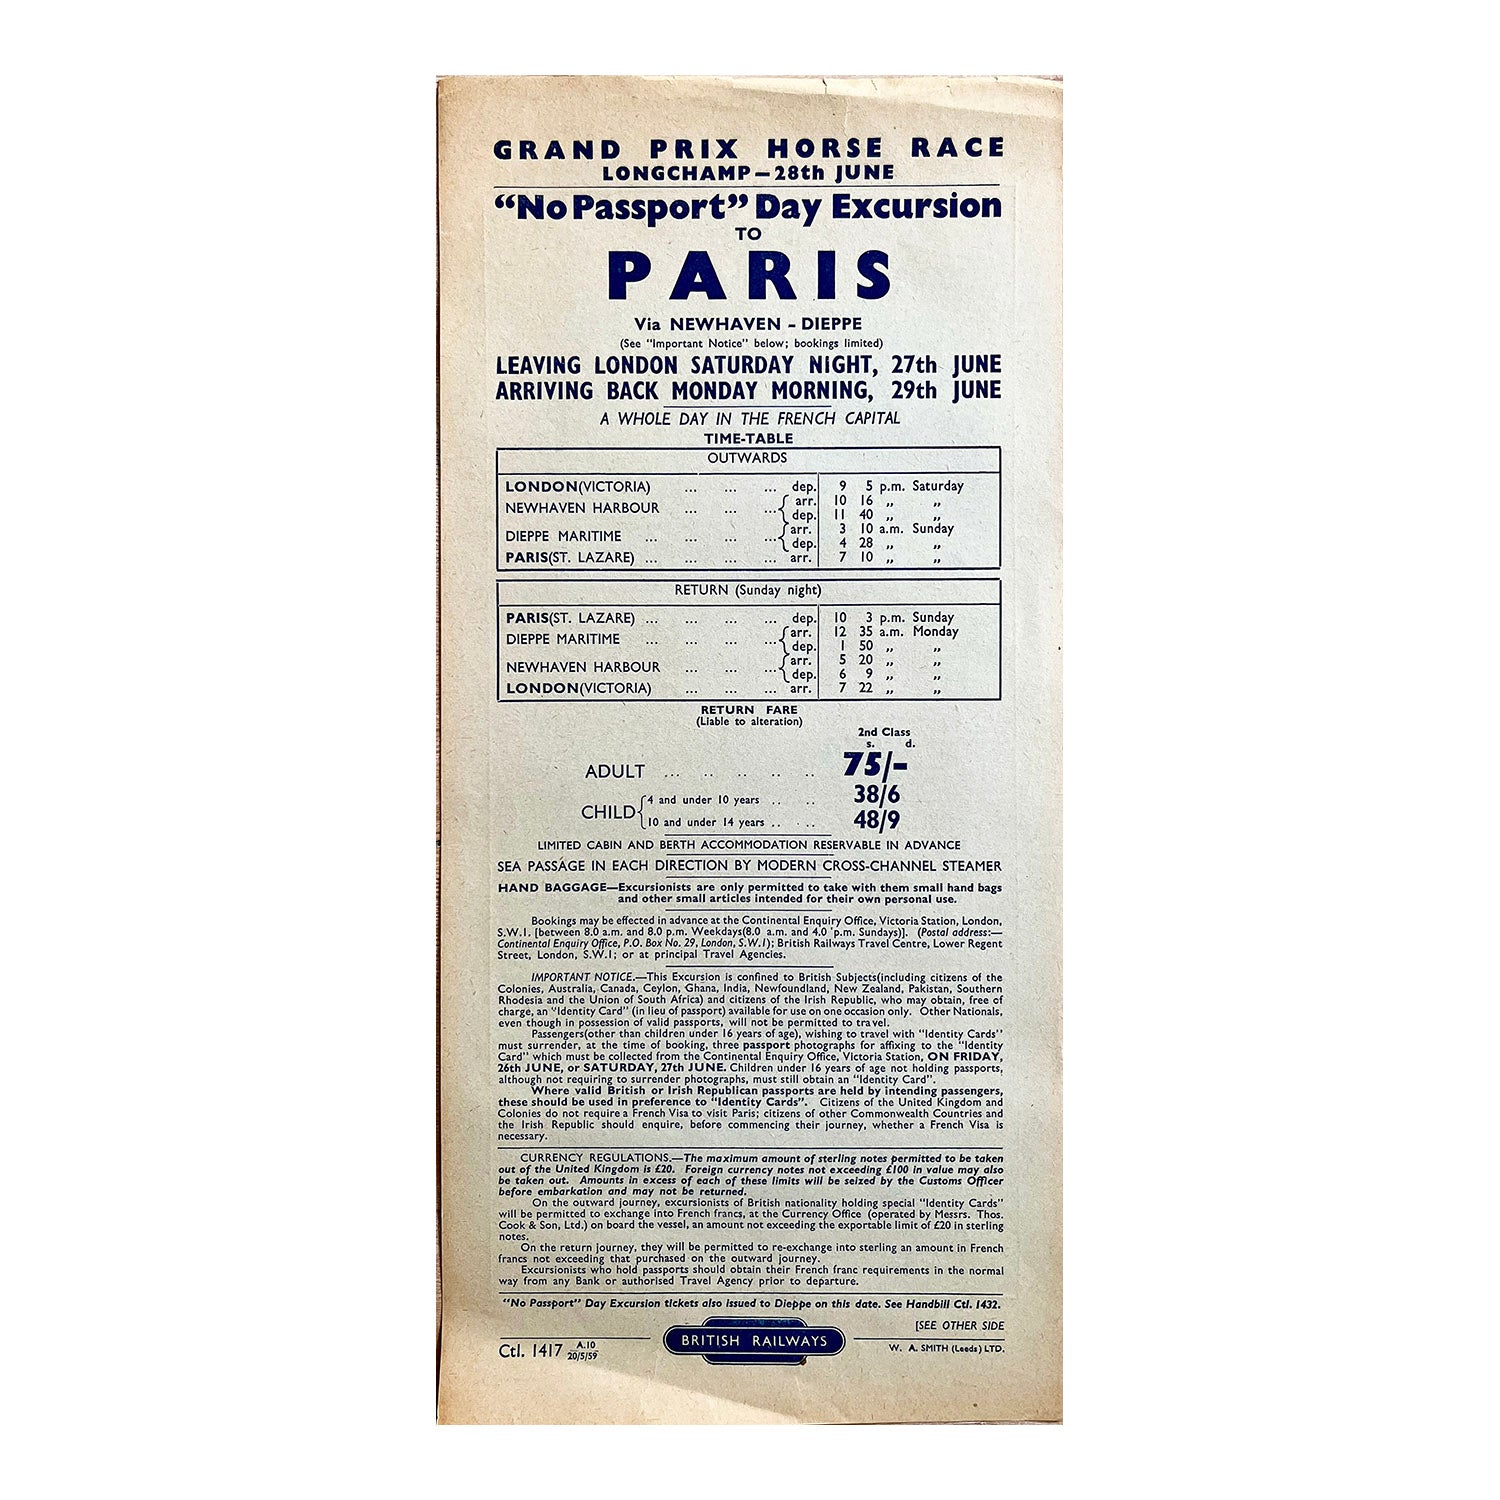 GRAND PRIX HORSE RACE
LONGCHAMP—28th JUNE
“No Passport” Day Excursion
TO
PARIS
Via NEWHAVEN - DIEPPE
(See "Important Notice" below; bookings limited)
LEAVING LONDON SATURDAY NIGHT, 27th JUNE
ARRIVING BACK MONDAY MORNING, 29th JUNE
A WHOLE DAY IN THE FRENCH CAPITAL
TIME-TABLE
OUTWARDS
LONDON(VICTORIA) ... ... ... dep. 9 5 p.m. Saturday
NEWHAVEN HARBOUR ... ... ... { arr. 10 16 „ „
dep. 11 40 „ „
DIEPPE MARITIME ... ... ... ... { arr. 3 10 a.m. Sunday
dep. 4 28 „ „
PARIS(ST. LAZARE) ... ... ... ... arr. 7 10 „ „
RETURN (Sunday night)
PARIS(ST. LAZARE) ... ... ... ... dep. 10 3 p.m. Sunday
DIEPPE MARITIME ... ... ... ... { arr. 12 35 a.m. Monday
dep. 1 50 „ „
NEWHAVEN HARBOUR ... ... ... { arr. 5 20 „ „
dep. 6 9 „ „
LONDON(VICTORIA) ... ... ... arr. 7 22 „ „
RETURN FARE
(Liable to alteration)
2nd Class
s. d.
ADULT ... .. .. .. .. 75/-
CHILD { 4 and under 10 years .. .. 38/6
10 and under 14 years .. .. 48/9
LIMITED CABIN AND BERTH ACCOMMODATION RESERVABLE IN ADVANCE
SEA PASSAGE IN EACH DIRECTION BY MODERN CROSS-CHANNEL STEAMER
HAND BAGGAGE—Excursionists are only permitted to take with them small hand bags
and other small articles intended for their own personal use.
Bookings may be effected in advance at the Continental Enquiry Office, Victoria Station, London,
S.W.1. [between 8.0 a.m. and 8.0 p.m. Weekdays(8.0 a.m. and 4.0 p.m. Sundays)]. (Postal address:—
Continental Enquiry Office, P.O. Box No. 29, London, S.W.1); British Railways Travel Centre, Lower Regent
Street, London, S.W.1; or at principal Travel Agencies.
IMPORTANT NOTICE.—This Excursion is confined to British Subjects(including citizens of the
Colonies, Australia, Canada, Ceylon, Ghana, India, Newfoundland, New Zealand, Pakistan, Southern
Rhodesia and the Union of South Africa) and citizens of the Irish Republic, who may obtain, free of
charge, an "Identity Card" (in lieu of passport) available for use on one occasion only. Other Nationals,
even though in possession of valid passports, will not be permitted to travel.
Passengers(other than children under 16 years of age), wishing to travel with "Identity Cards"
must surrender, at the time of booking, three passport photographs for affixing to the "Identity
Card" which must be collected from the Continental Enquiry Office, Victoria Station, ON FRIDAY,
26th JUNE, or SATURDAY, 27th JUNE. Children under 16 years of age not holding passports,
although not requiring to surrender photographs, must still obtain an "Identity Card".
Where valid British or Irish Republican passports are held by intending passengers,
these should be used in preference to "Identity Cards". Citizens of the United Kingdom and
Colonies do not require a French Visa to visit Paris; citizens of other Commonwealth Countries and
the Irish Republic should enquire, before commencing their journey, whether a French Visa is
necessary.
CURRENCY REGULATIONS.—The maximum amount of sterling notes permitted to be taken
out of the United Kingdom is £20. Foreign currency notes not exceeding £100 in value may also
be taken out. Amounts in excess of each of these limits will be seized by the Customs Officer
before embarkation and may not be returned.
On the outward journey, excursionists of British nationality holding special "Identity Cards"
will be permitted to exchange into French francs, at the Currency Office (operated by Messrs. Thos.
Cook & Son, Ltd.) on board the vessel, an amount not exceeding the exportable limit of £20 in sterling
notes.
On the return journey, they will be permitted to re-exchange into sterling an amount in French
francs not exceeding that purchased on the outward journey.
Excursionists who hold passports should obtain their French franc requirements in the normal
way from any Bank or authorised Travel Agency prior to departure.
"No Passport" Day Excursion tickets also issued to Dieppe on this date. See Handbill Ctl. 1432.
[SEE OTHER SIDE
Ctl. 1417 A.10 20/5/59
BRITISH RAILWAYS
W. A. SMITH (Leeds) LTD.